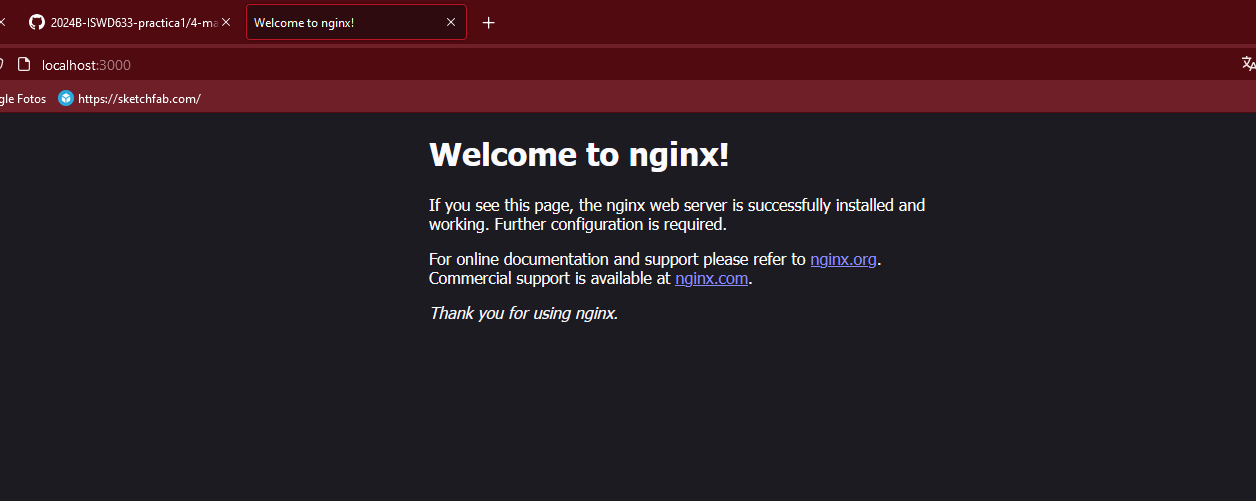 2024B-ISWD633-practica1/4-ma
Welcome to nginx!
localhost:3000
gle Fotos
https://sketchfab.com/
Welcome to nginx!
If you see this page, the nginx web server is successfully installed and
working. Further configuration is required.
For online documentation and support please refer to nginx.org.
Commercial support is available at nginx.com.
Thank you for using nginx.